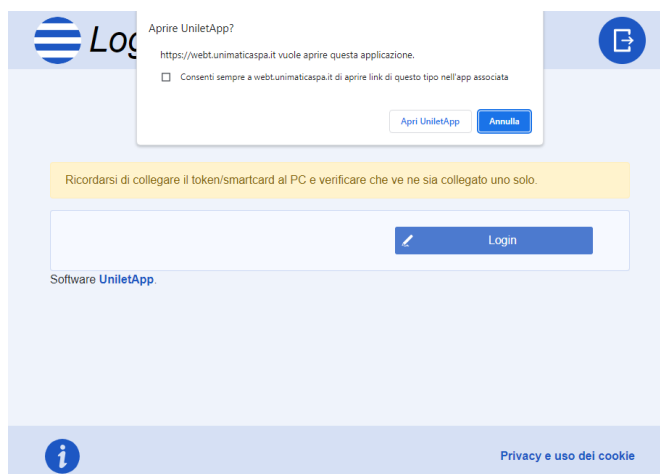 Log
Aprire UniletApp?
https://webt.unimaticaspa.it vuole aprire questa applicazione.
Consenti sempre a webt.unimaticaspa.it di aprire link di questo tipo nell'app associata
Apri UniletApp Annulla
Ricordarsi di collegare il token/smartcard al PC e verificare che ve ne sia collegato uno solo.
Login
Software UniletApp.
i
Privacy e uso dei cookie